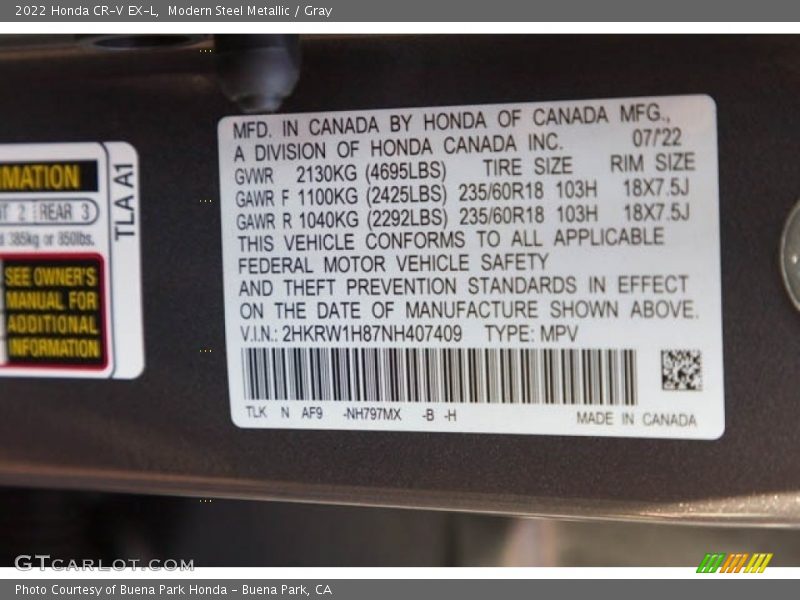 2022 Honda CR-V EX-L,  Modern Steel Metallic / Gray
MFD. IN CANADA BY HONDA OF CANADA MFG.,
A DIVISION OF HONDA CANADA INC. 07/22
GVWR 2130KG (4695LBS) TIRE SIZE RIM SIZE
GAWR F 1100KG (2425LBS) 235/60R18 103H 18X7.5J
GAWR R 1040KG (2292LBS) 235/60R18 103H 18X7.5J
THIS VEHICLE CONFORMS TO ALL APPLICABLE
FEDERAL MOTOR VEHICLE SAFETY
AND THEFT PREVENTION STANDARDS IN EFFECT
ON THE DATE OF MANUFACTURE SHOWN ABOVE.
V.I.N.: 2HKRW1H87NH407409 TYPE: MPV
TLK N AF9 -NH797MX -B -H MADE IN CANADA
TLA A1
2 REAR 3
385kg or 850lbs.
SEE OWNER'S
MANUAL FOR
ADDITIONAL
INFORMATION
GTCARLOT.COM
Photo Courtesy of Buena Park Honda - Buena Park, CA